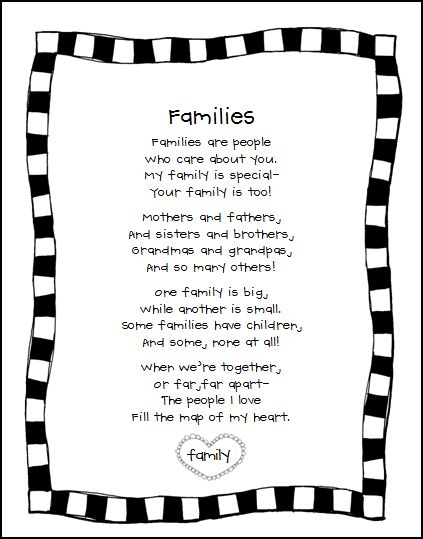 Families
Families are people
Who care about you.
My family is special-
Your family is too!
Mothers and fathers,
And sisters and brothers,
Grandmas and grandpas,
And so many others!
One family is big,
While another is small.
Some families have children,
And some, none at all!
When we're together,
Or far,far apart-
The people I love
Fill the map of my heart.
family